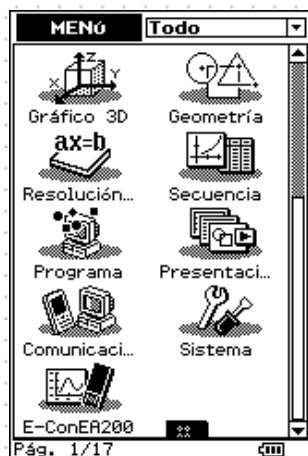 MENú Todo
Gráfico 3D Geometría
ax=b
Resolución... Secuencia
Programa Presentaci...
Comunicaci... Sistema
E-ConEA200
Pág. 1/17